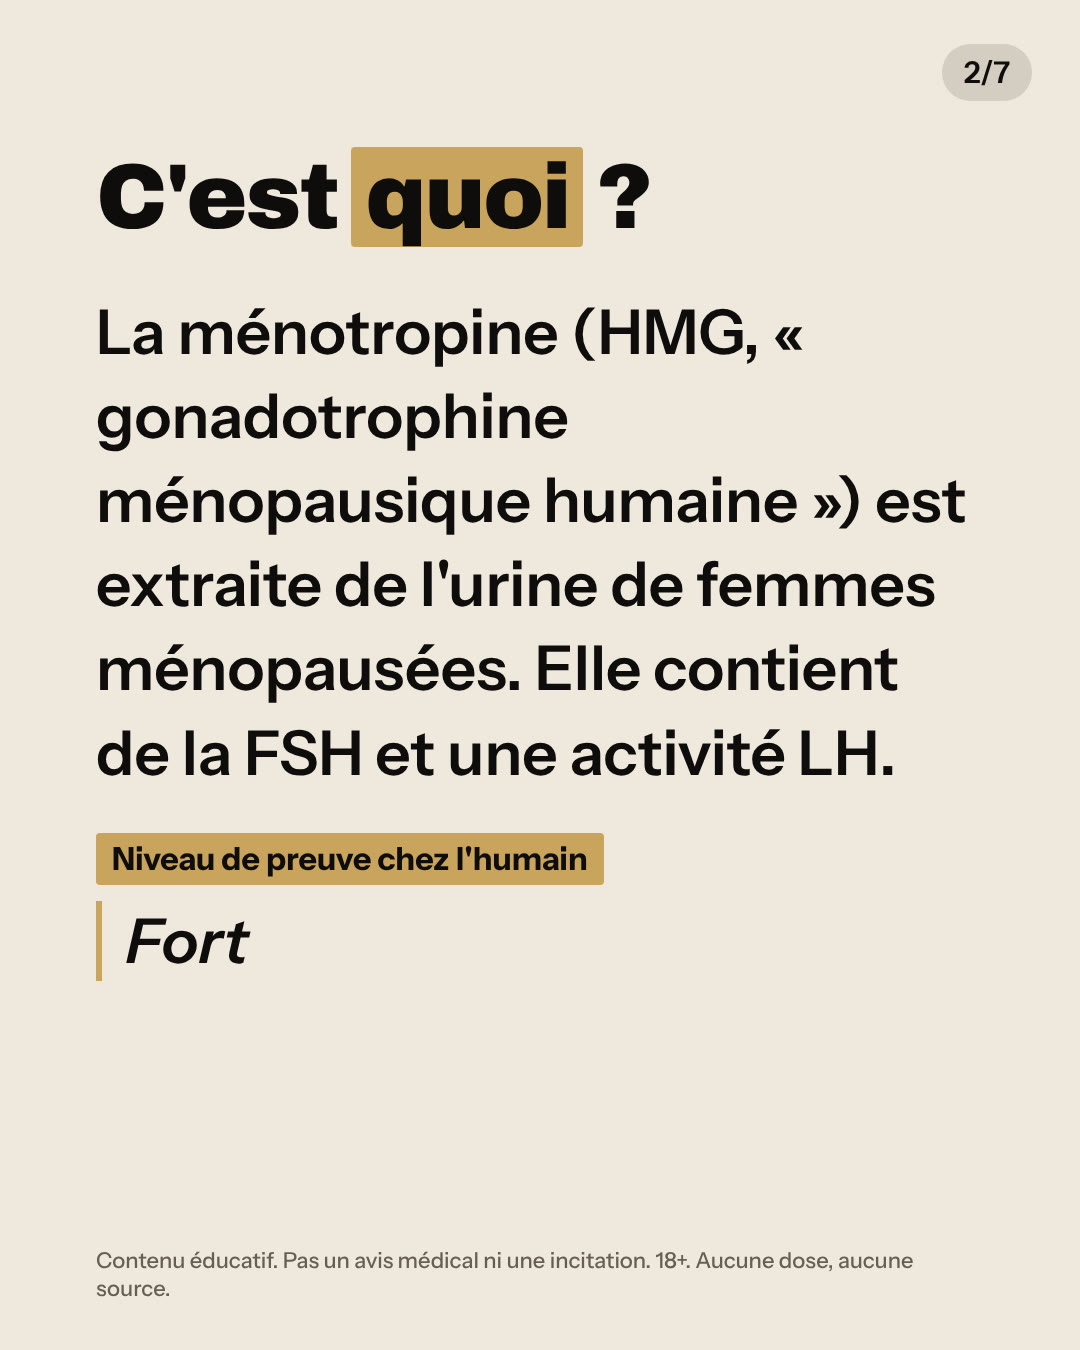 2/7
C'est quoi ?
La ménotropine (HMG, «
gonadotrophine
ménopausique humaine ») est
extraite de l'urine de femmes
ménopausées. Elle contient
de la FSH et une activité LH.
Niveau de preuve chez l'humain
Fort
Contenu éducatif. Pas un avis médical ni une incitation. 18+. Aucune dose, aucune
source.